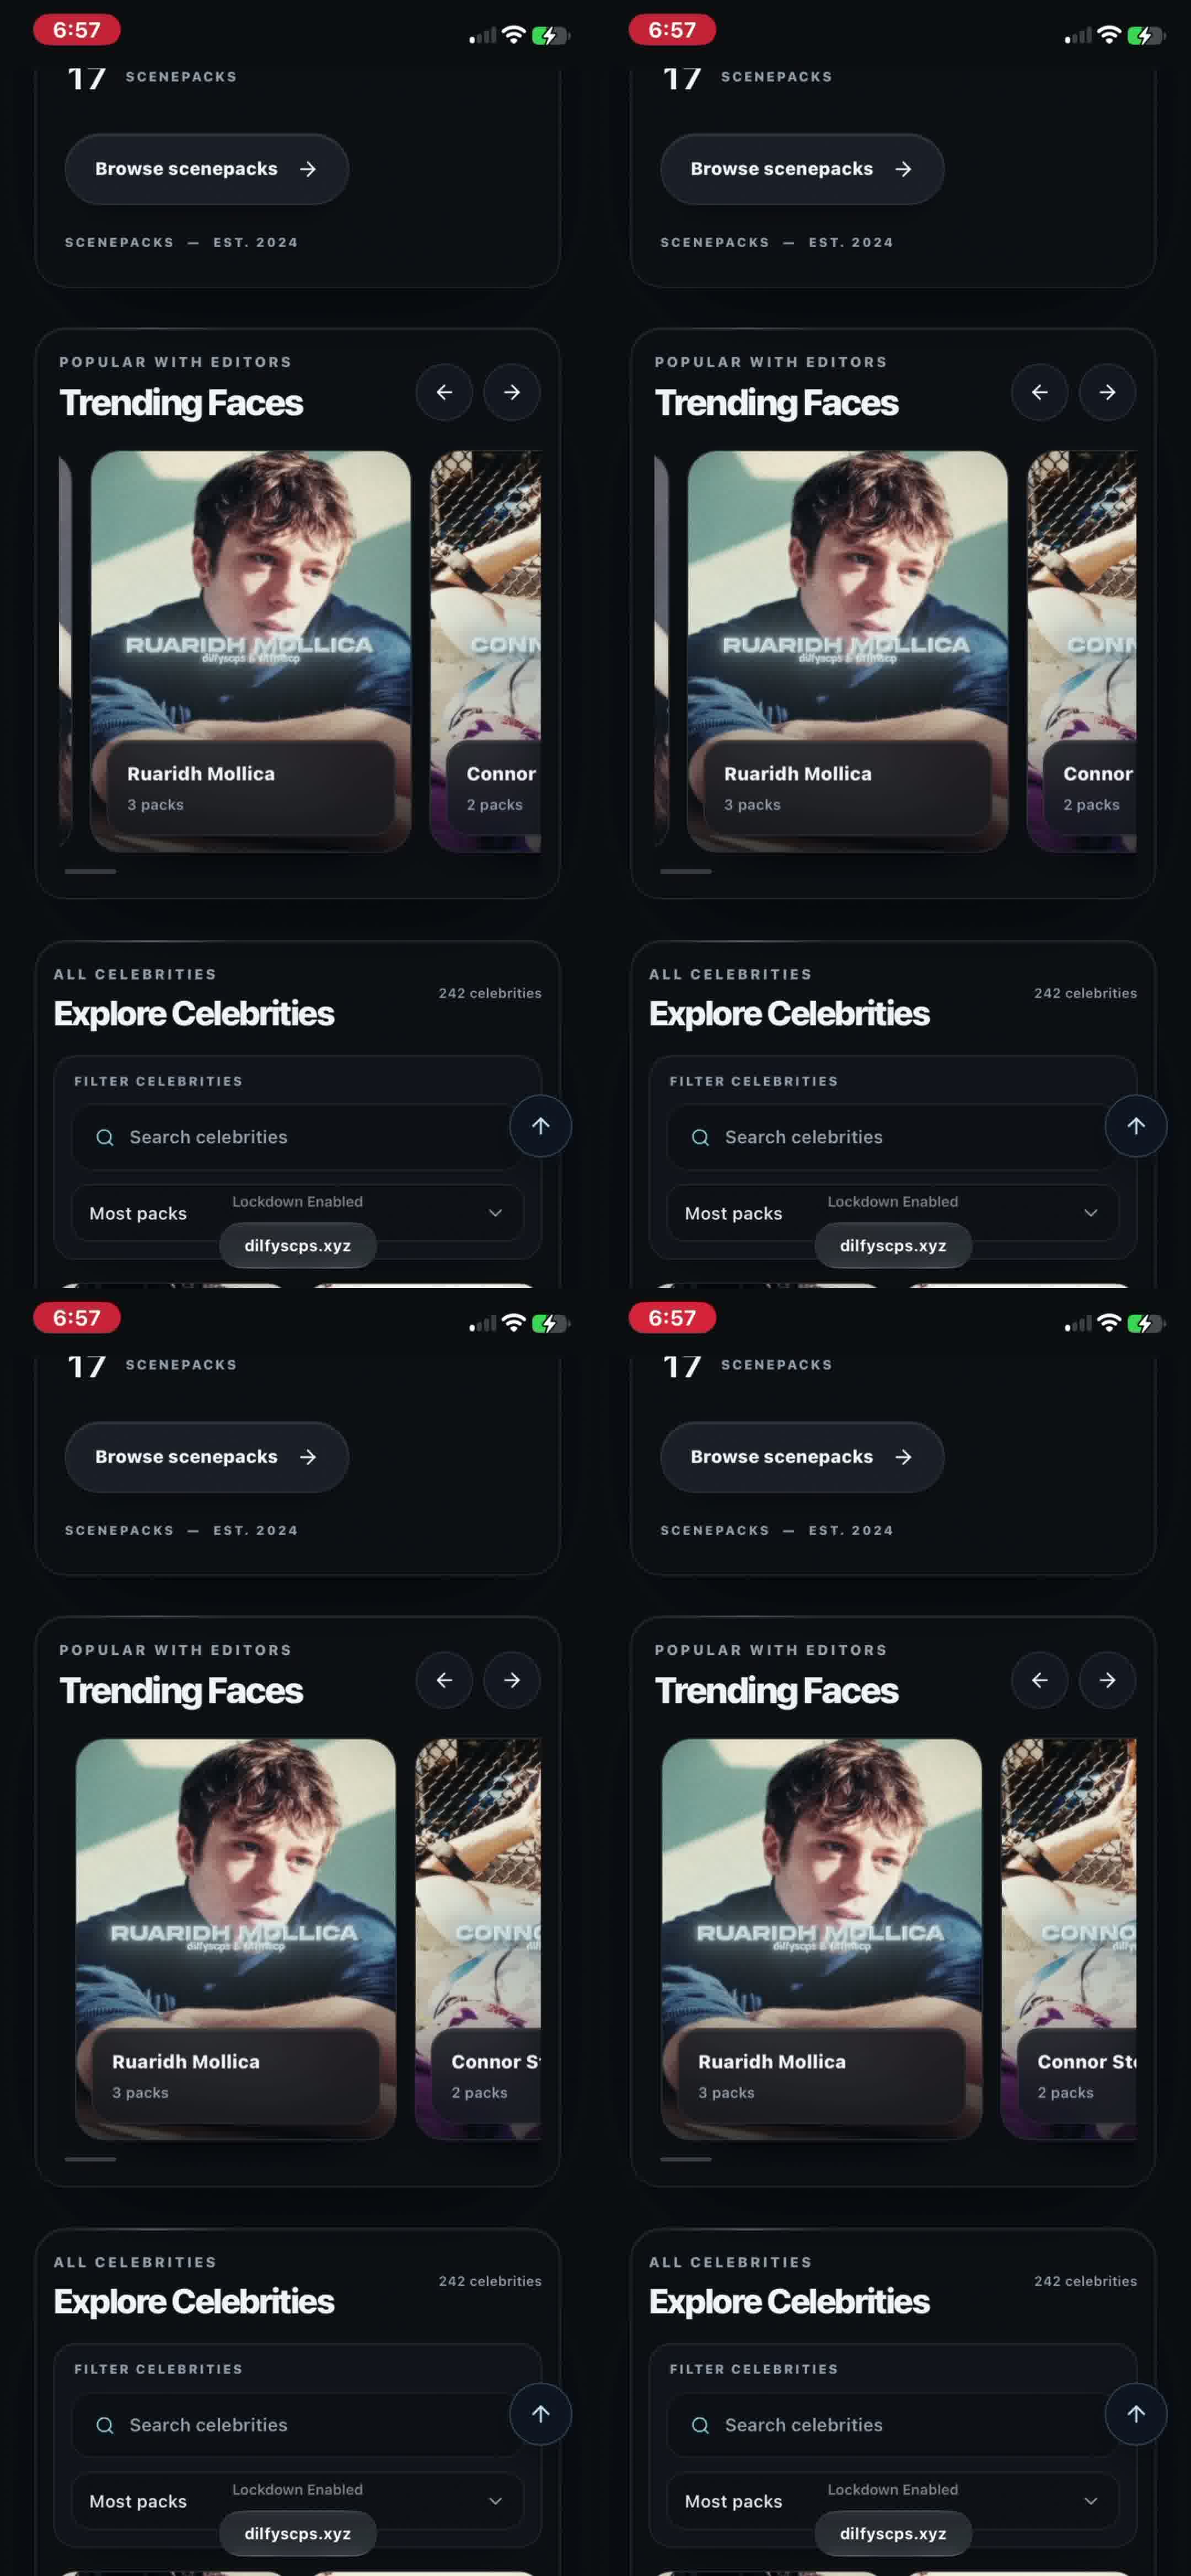 6:57
17 SCENEPACKS
Browse scenepacks →
SCENEPACKS — EST. 2024
POPULAR WITH EDITORS
Trending Faces
RUARIDH MOLLICA
CONN
Ruaridh Mollica
3 packs
Connor
2 packs
ALL CELEBRITIES
242 celebrities
Explore Celebrities
FILTER CELEBRITIES
Search celebrities
Most packs
Lockdown Enabled
dilfyscps.xyz
6:57
17 SCENEPACKS
Browse scenepacks →
SCENEPACKS — EST. 2024
POPULAR WITH EDITORS
Trending Faces
RUARIDH MOLLICA
CONN
Ruaridh Mollica
3 packs
Connor
2 packs
ALL CELEBRITIES
242 celebrities
Explore Celebrities
FILTER CELEBRITIES
Search celebrities
Most packs
Lockdown Enabled
dilfyscps.xyz
6:57
17 SCENEPACKS
Browse scenepacks →
SCENEPACKS — EST. 2024
POPULAR WITH EDITORS
Trending Faces
RUARIDH MOLLICA
CONNO
Ruaridh Mollica
3 packs
Connor S
2 packs
ALL CELEBRITIES
242 celebrities
Explore Celebrities
FILTER CELEBRITIES
Search celebrities
Most packs
Lockdown Enabled
dilfyscps.xyz
6:57
17 SCENEPACKS
Browse scenepacks →
SCENEPACKS — EST. 2024
POPULAR WITH EDITORS
Trending Faces
RUARIDH MOLLICA
CONNO
Ruaridh Mollica
3 packs
Connor Ste
2 packs
ALL CELEBRITIES
242 celebrities
Explore Celebrities
FILTER CELEBRITIES
Search celebrities
Most packs
Lockdown Enabled
dilfyscps.xyz